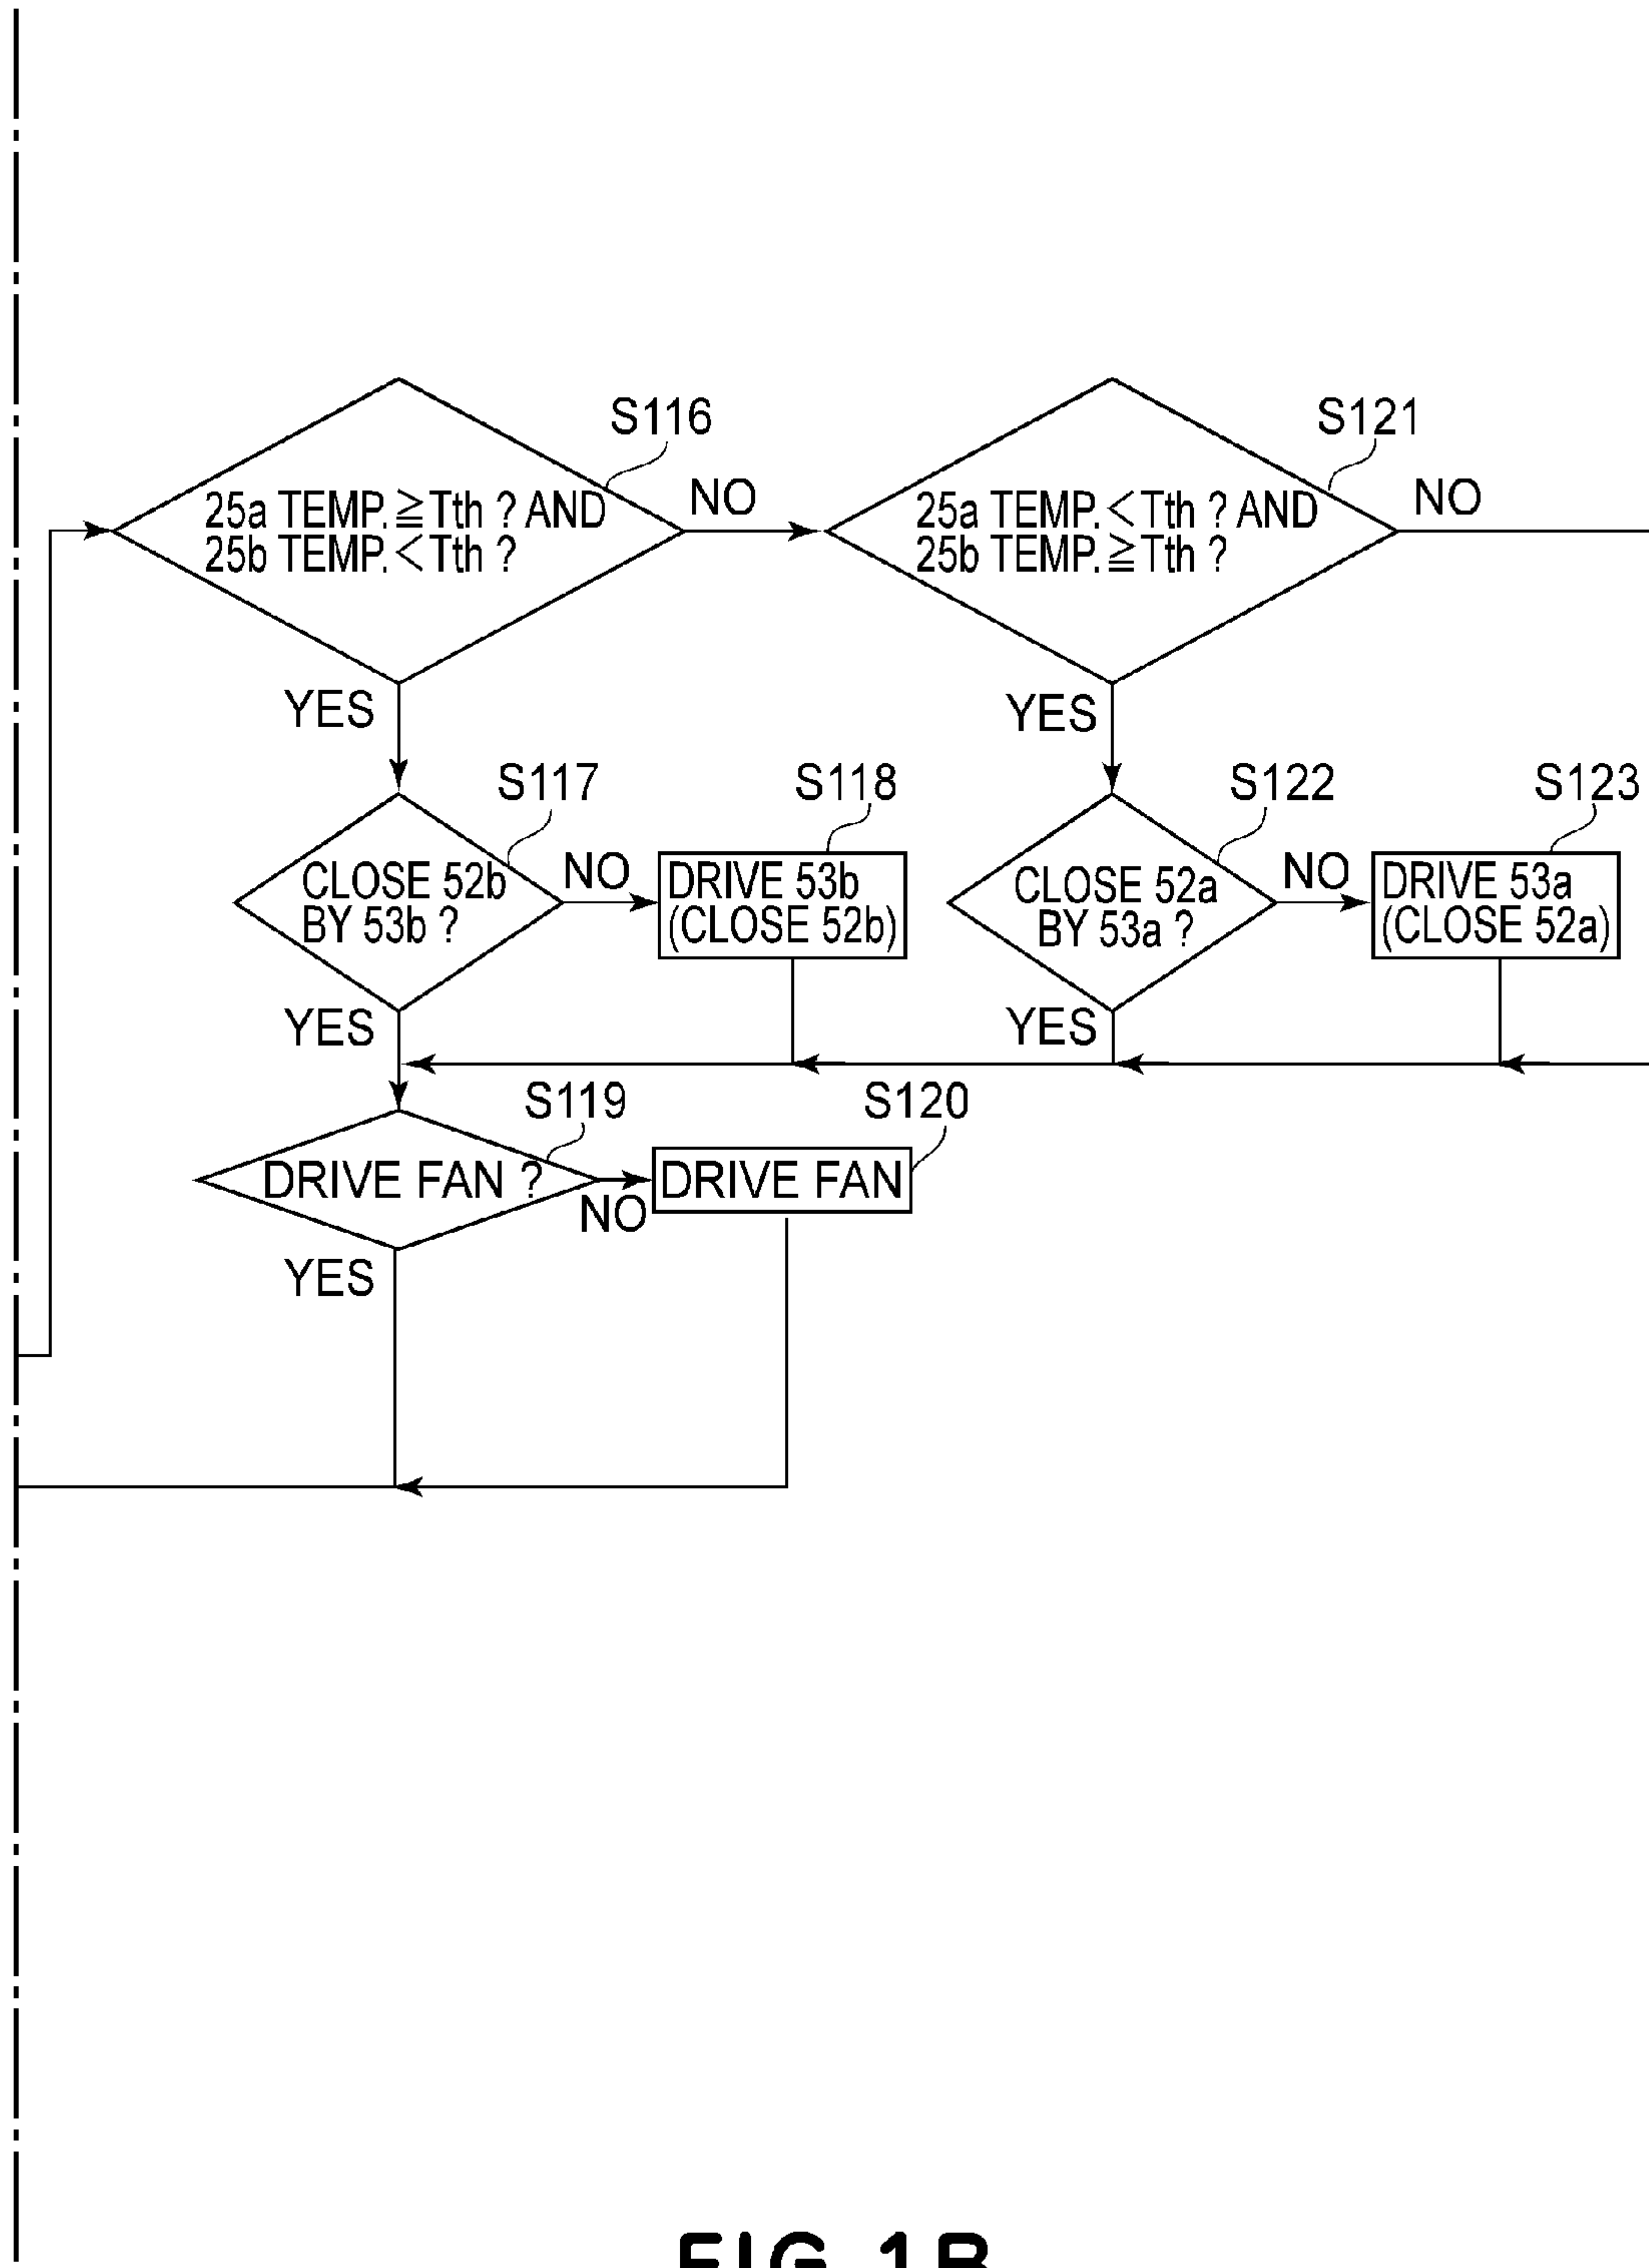 S116
25a TEMP.≧Tth ? AND
25b TEMP.<Tth ?
NO
S121
25a TEMP.<Tth ? AND
25b TEMP.≧Tth ?
NO
YES
YES
S117
CLOSE 52b
BY 53b ?
NO
S118
DRIVE 53b
(CLOSE 52b)
S122
CLOSE 52a
BY 53a ?
NO
S123
DRIVE 53a
(CLOSE 52a)
YES
YES
S119
DRIVE FAN ?
NO
S120
DRIVE FAN
YES
FIG. 1B